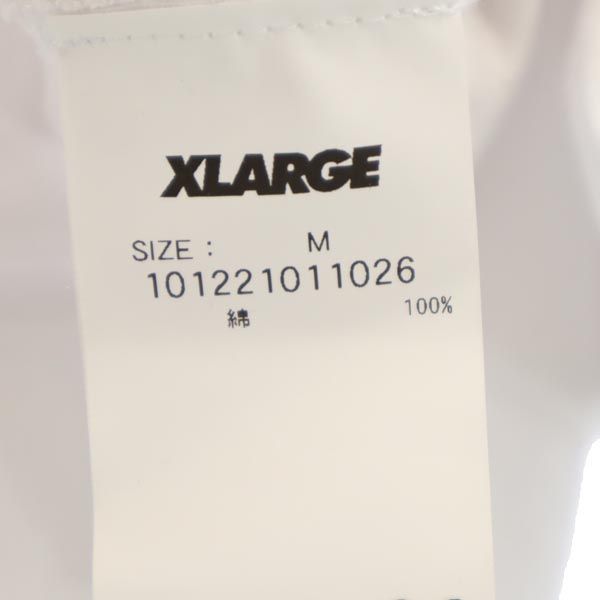 XLARGE
SIZE : M
101221011026
綿 100%